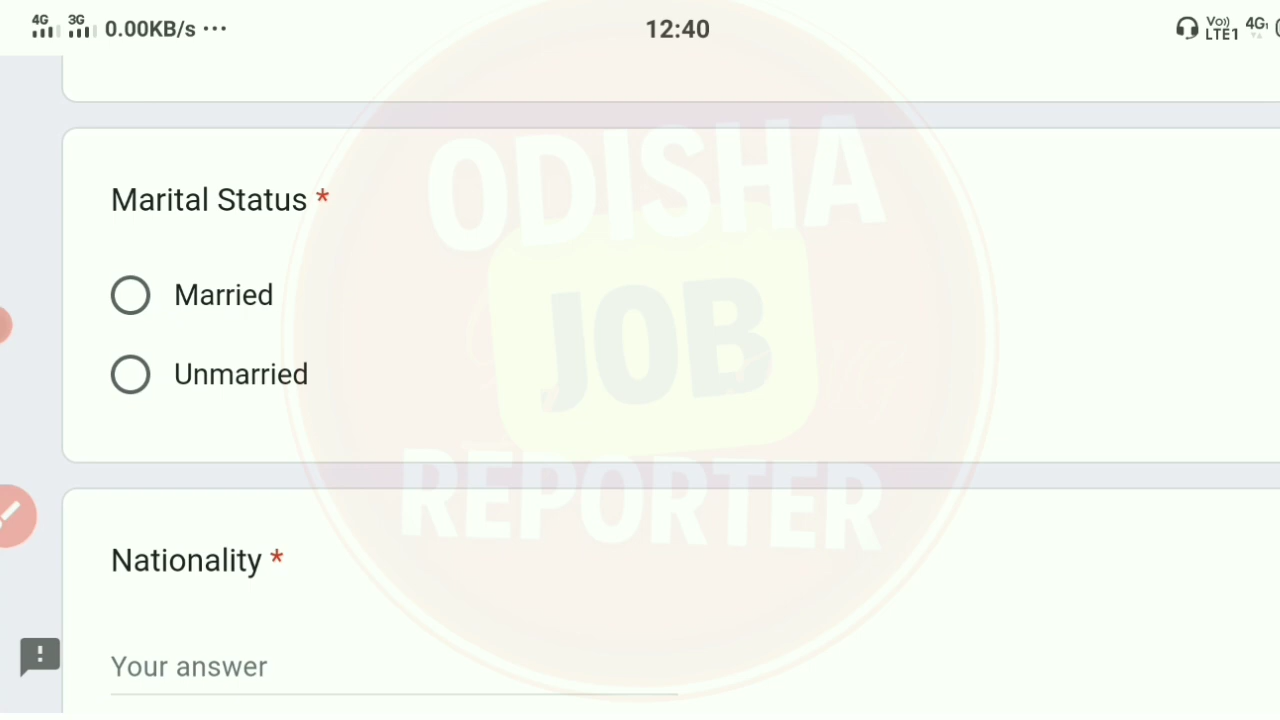 4G 3G 0.00KB/s ··· 12:40 Vo)) LTE1 4G
Marital Status *
Married
Unmarried
Nationality *
Your answer
ODISHA
JOB
REPORTER